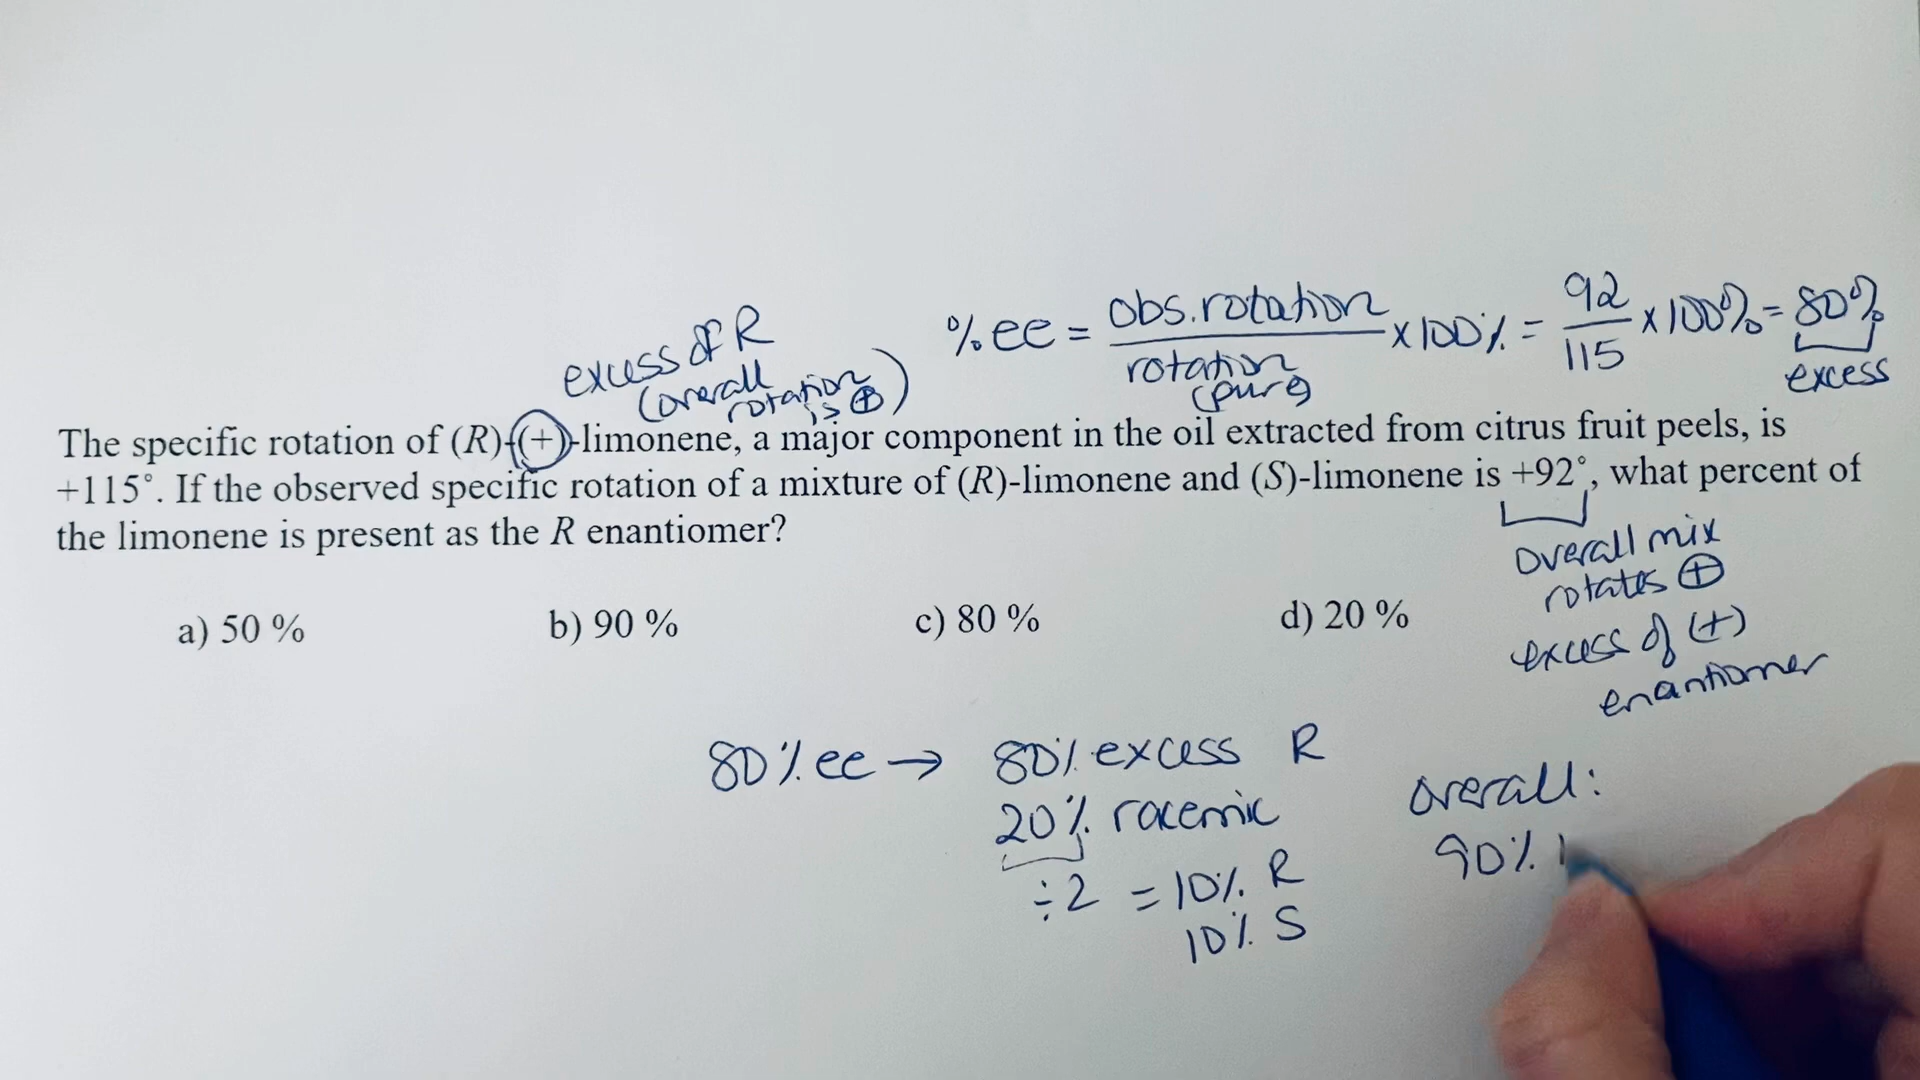 excess of R
(overall
rotation
is ⊕)
%ee = obs. rotation / rotation (pure) x 100% = 92 / 115 x 100% = 80%
excess
The specific rotation of (R)-(+)-limonene, a major component in the oil extracted from citrus fruit peels, is
+115°. If the observed specific rotation of a mixture of (R)-limonene and (S)-limonene is +92°, what percent of
the limonene is present as the R enantiomer?
overall mix
rotates ⊕
excess of (+)
enantiomer
a) 50 %
b) 90 %
c) 80 %
d) 20 %
80% ee → 80% excess R
20% racemic
÷2 = 10% R
10% S
overall:
90%